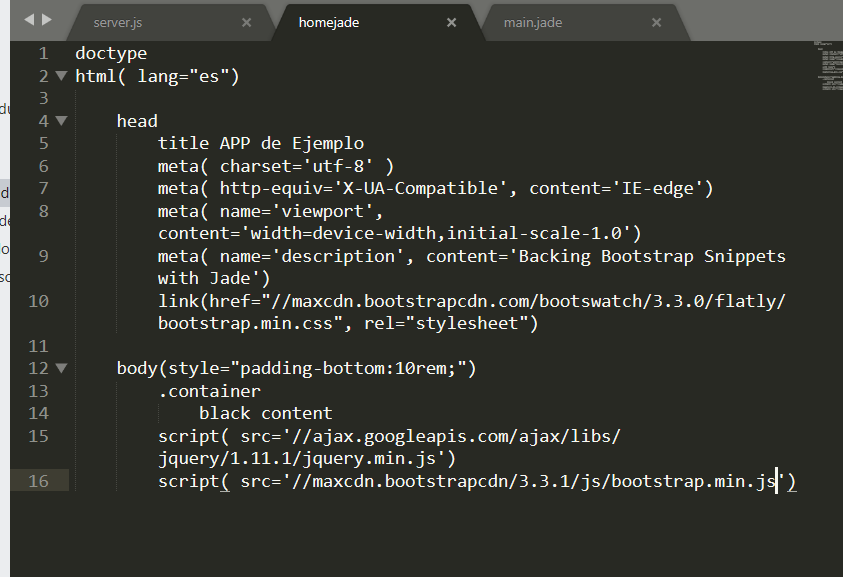 server.js × homejade × main.jade ×
1 doctype
2 html( lang="es")
3
4 head
5 title APP de Ejemplo
6 meta( charset='utf-8' )
7 meta( http-equiv='X-UA-Compatible', content='IE-edge')
8 meta( name='viewport',
content='width=device-width,initial-scale-1.0')
9 meta( name='description', content='Backing Bootstrap Snippets
with Jade')
10 link(href="//maxcdn.bootstrapcdn.com/bootswatch/3.3.0/flatly/
bootstrap.min.css", rel="stylesheet")
11
12 body(style="padding-bottom:10rem;")
13 .container
14 black content
15 script( src='//ajax.googleapis.com/ajax/libs/
jquery/1.11.1/jquery.min.js')
16 script( src='//maxcdn.bootstrapcdn/3.3.1/js/bootstrap.min.js')